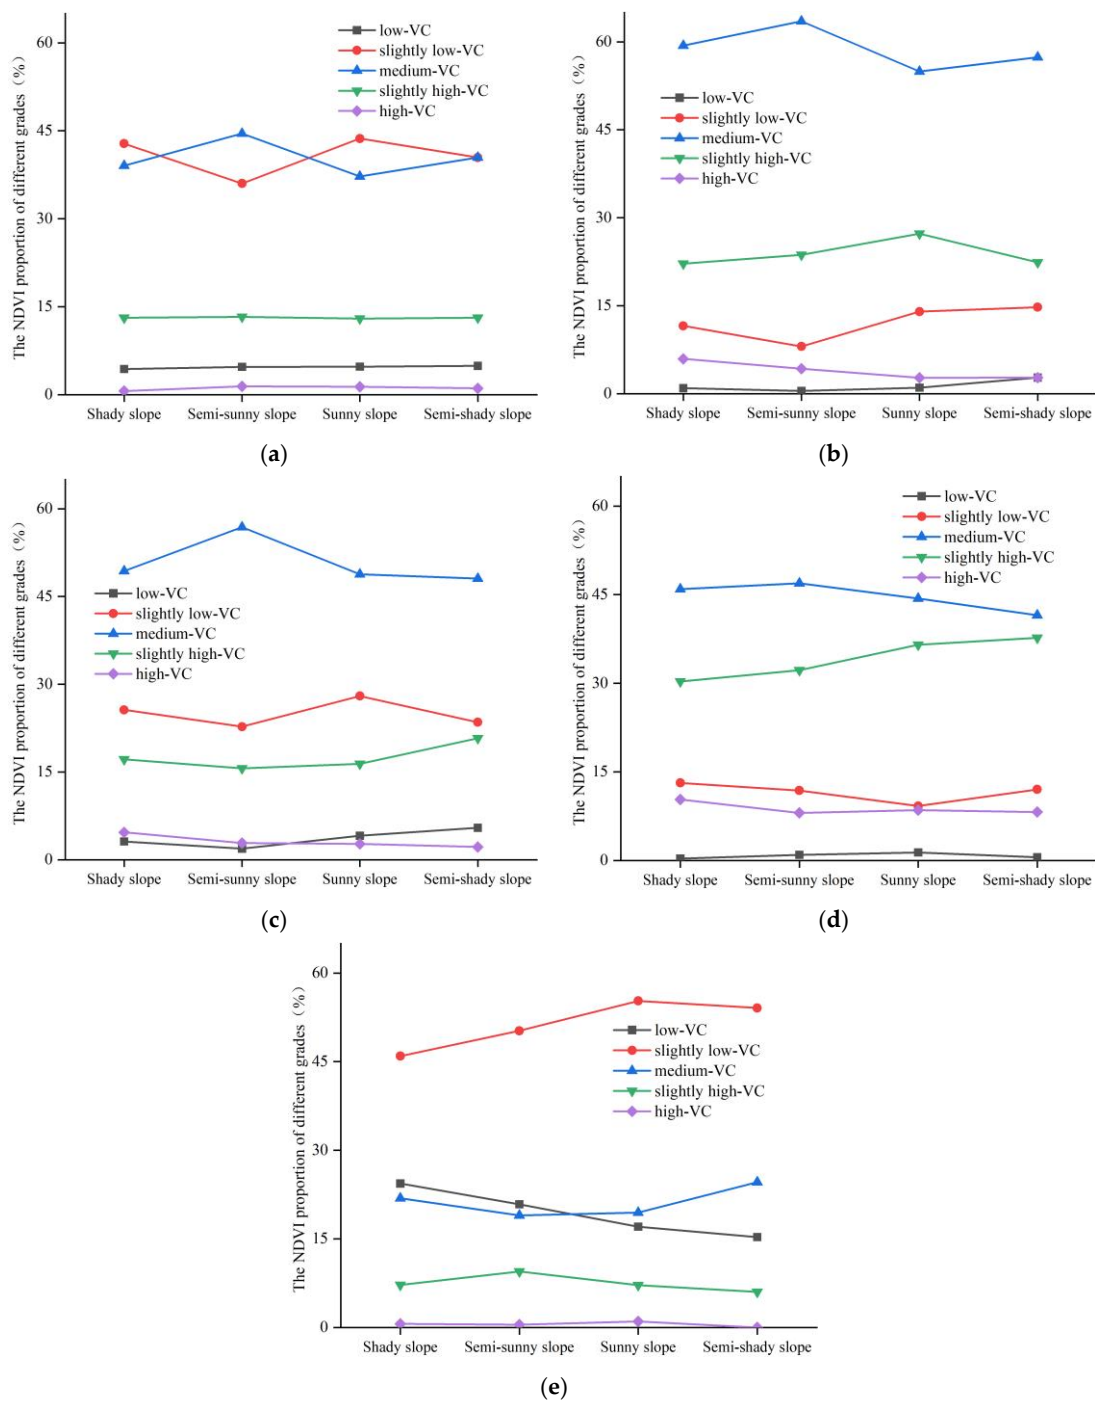 The NDVI proportion of different grades（%）
60
45
30
15
0
low-VC
slightly low-VC
medium-VC
slightly high-VC
high-VC
Shady slope Semi-sunny slope Sunny slope Semi-shady slope
(a)
The NDVI proportion of different grades（%）
60
45
30
15
0
low-VC
slightly low-VC
medium-VC
slightly high-VC
high-VC
Shady slope Semi-sunny slope Sunny slope Semi-shady slope
(b)
The NDVI proportion of different grades（%）
60
45
30
15
0
low-VC
slightly low-VC
medium-VC
slightly high-VC
high-VC
Shady slope Semi-sunny slope Sunny slope Semi-shady slope
(c)
The NDVI proportion of different grades（%）
60
45
30
15
0
low-VC
slightly low-VC
medium-VC
slightly high-VC
high-VC
Shady slope Semi-sunny slope Sunny slope Semi-shady slope
(d)
The NDVI proportion of different grades（%）
60
45
30
15
0
low-VC
slightly low-VC
medium-VC
slightly high-VC
high-VC
Shady slope Semi-sunny slope Sunny slope Semi-shady slope
(e)